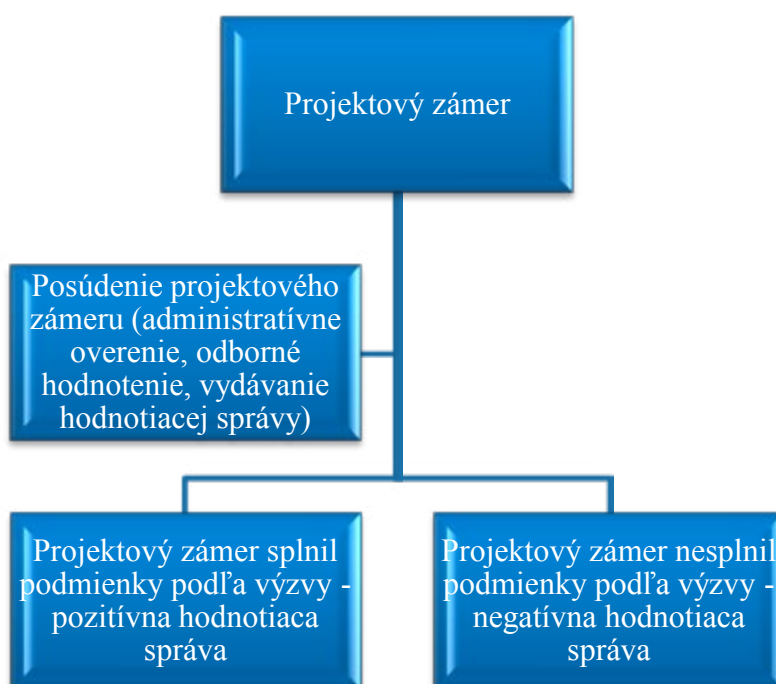 Projektový zámer
Posúdenie projektového
zámeru (administratívne
overenie, odborné
hodnotenie, vydávanie
hodnotiacej správy)
Projektový zámer splnil
podmienky podľa výzvy -
pozitívna hodnotiaca
správa
Projektový zámer nesplnil
podmienky podľa výzvy -
negatívna hodnotiaca
správa